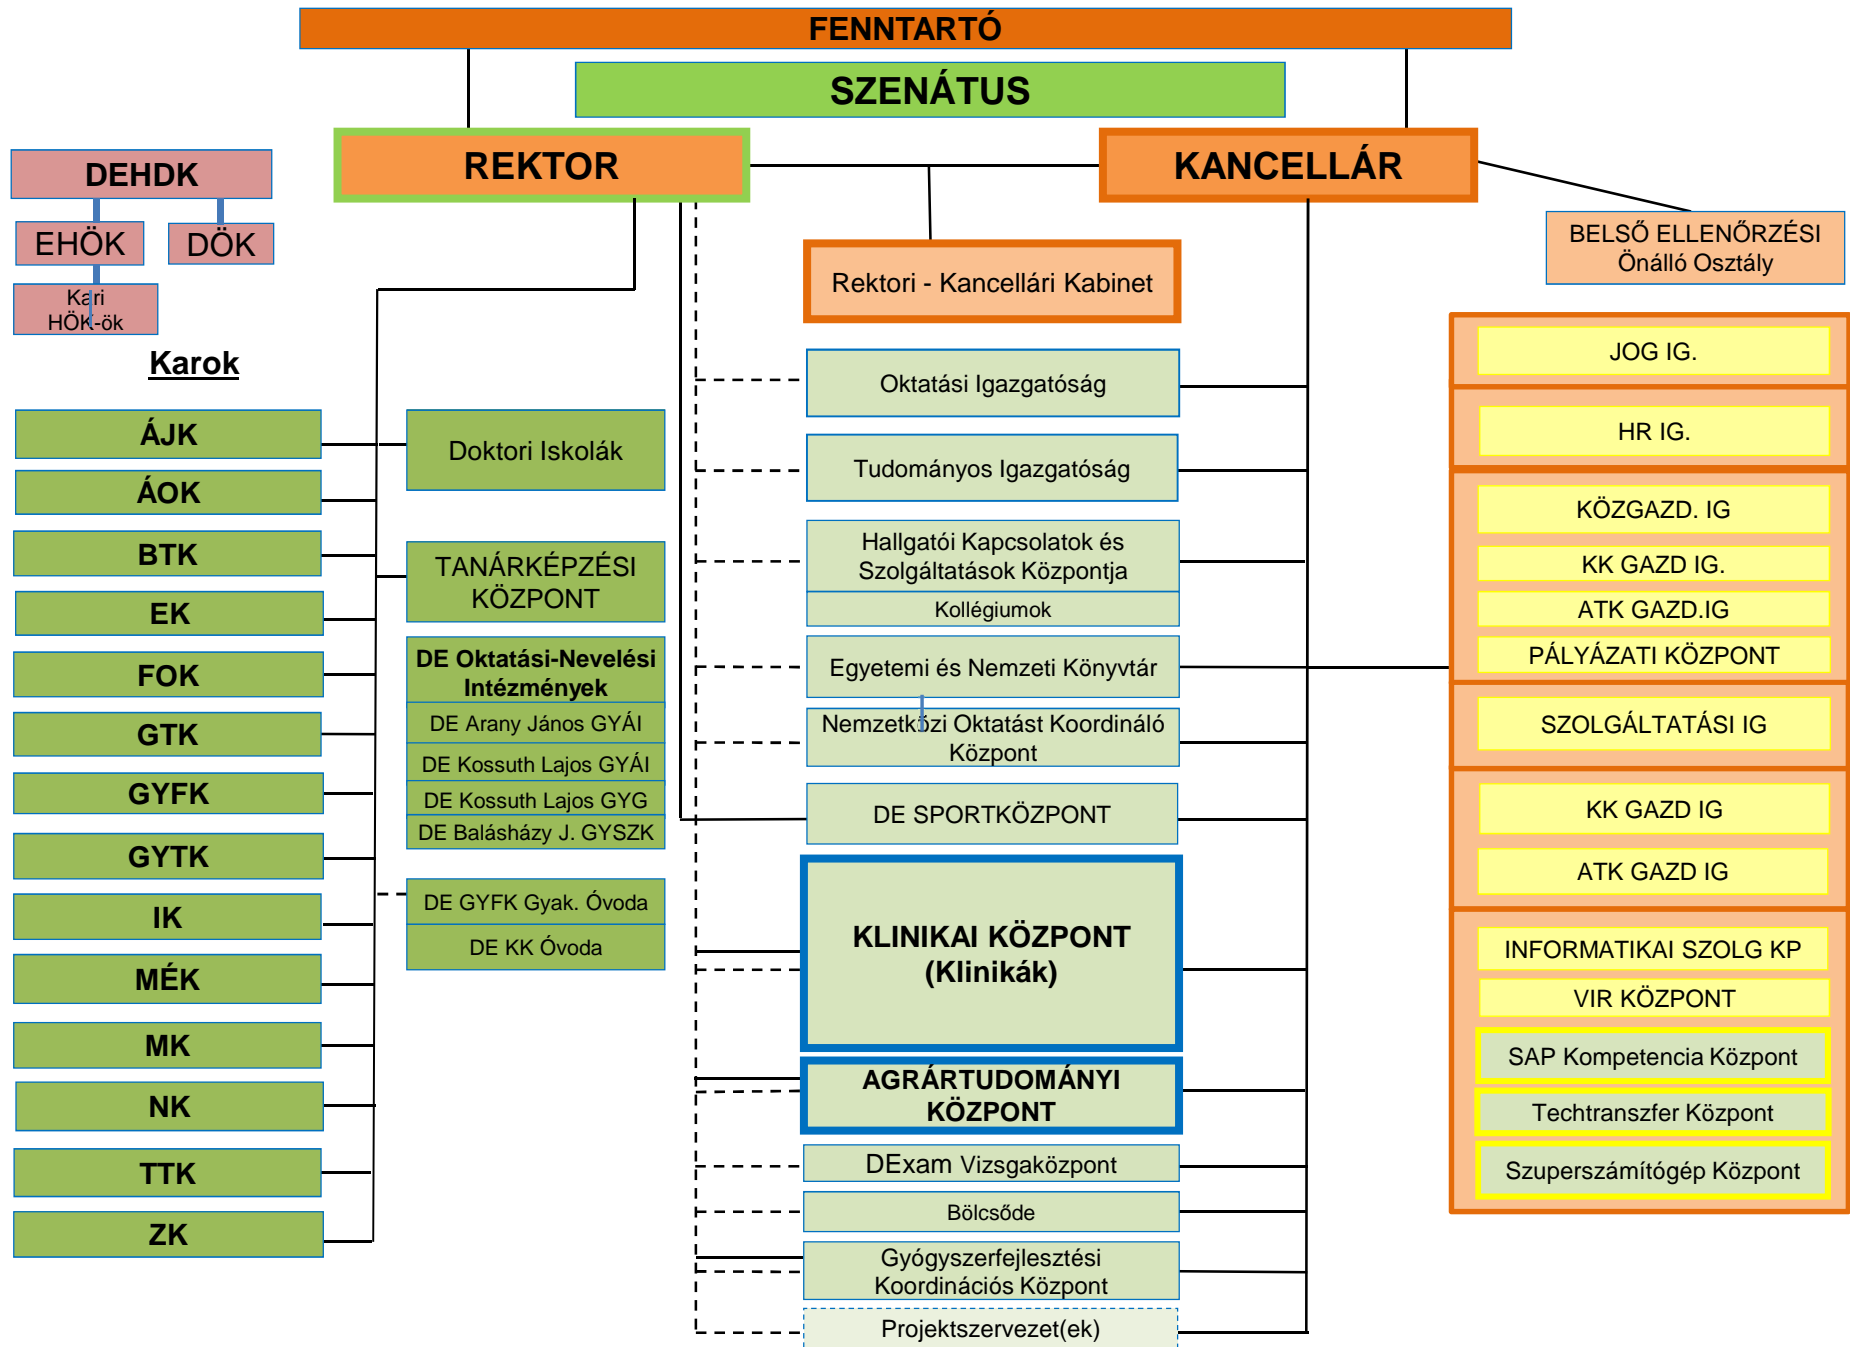 FENNTARTÓ
SZENÁTUS
REKTOR
KANCELLÁR
DEHDK
EHÖK
DÖK
Kari
HÖK-ök
BELSŐ ELLENŐRZÉSI
Önálló Osztály
Rektori - Kancellári Kabinet
Karok
ÁJK
ÁOK
BTK
EK
FOK
GTK
GYFK
GYTK
IK
MÉK
MK
NK
TTK
ZK
Doktori Iskolák
TANÁRKÉPZÉSI
KÖZPONT
DE Oktatási-Nevelési
Intézmények
DE Arany János GYÁI
DE Kossuth Lajos GYÁI
DE Kossuth Lajos GYG
DE Balásházy J. GYSZK
DE GYFK Gyak. Óvoda
DE KK Óvoda
Oktatási Igazgatóság
Tudományos Igazgatóság
Hallgatói Kapcsolatok és
Szolgáltatások Központja
Kollégiumok
Egyetemi és Nemzeti Könyvtár
Nemzetközi Oktatást Koordináló
Központ
DE SPORTKÖZPONT
KLINIKAI KÖZPONT
(Klinikák)
AGRÁRTUDOMÁNYI
KÖZPONT
DExam Vizsgaközpont
Bölcsőde
Gyógyszerfejlesztési
Koordinációs Központ
Projektszervezet(ek)
JOG IG.
HR IG.
KÖZGAZD. IG
KK GAZD IG.
ATK GAZD.IG
PÁLYÁZATI KÖZPONT
SZOLGÁLTATÁSI IG
KK GAZD IG
ATK GAZD IG
INFORMATIKAI SZOLG KP
VIR KÖZPONT
SAP Kompetencia Központ
Techtranszfer Központ
Szuperszámítógép Központ